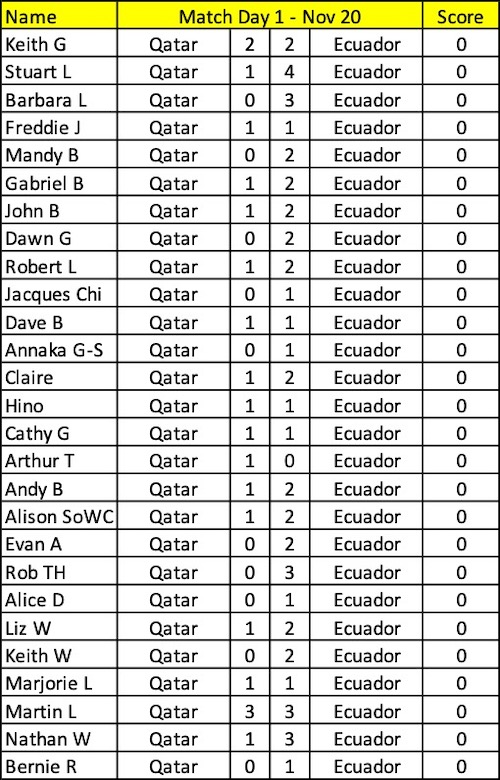 Name Match Day 1 - Nov 20 Score
Keith G Qatar 2 2 Ecuador 0
Stuart L Qatar 1 4 Ecuador 0
Barbara L Qatar 0 3 Ecuador 0
Freddie J Qatar 1 1 Ecuador 0
Mandy B Qatar 0 2 Ecuador 0
Gabriel B Qatar 1 2 Ecuador 0
John B Qatar 1 2 Ecuador 0
Dawn G Qatar 0 2 Ecuador 0
Robert L Qatar 1 2 Ecuador 0
Jacques Chi Qatar 0 1 Ecuador 0
Dave B Qatar 1 1 Ecuador 0
Annaka G-S Qatar 0 1 Ecuador 0
Claire Qatar 1 2 Ecuador 0
Hino Qatar 1 1 Ecuador 0
Cathy G Qatar 1 1 Ecuador 0
Arthur T Qatar 1 0 Ecuador 0
Andy B Qatar 1 2 Ecuador 0
Alison SoWC Qatar 1 2 Ecuador 0
Evan A Qatar 0 2 Ecuador 0
Rob TH Qatar 0 3 Ecuador 0
Alice D Qatar 0 1 Ecuador 0
Liz W Qatar 1 2 Ecuador 0
Keith W Qatar 0 2 Ecuador 0
Marjorie L Qatar 1 1 Ecuador 0
Martin L Qatar 3 3 Ecuador 0
Nathan W Qatar 1 3 Ecuador 0
Bernie R Qatar 0 1 Ecuador 0